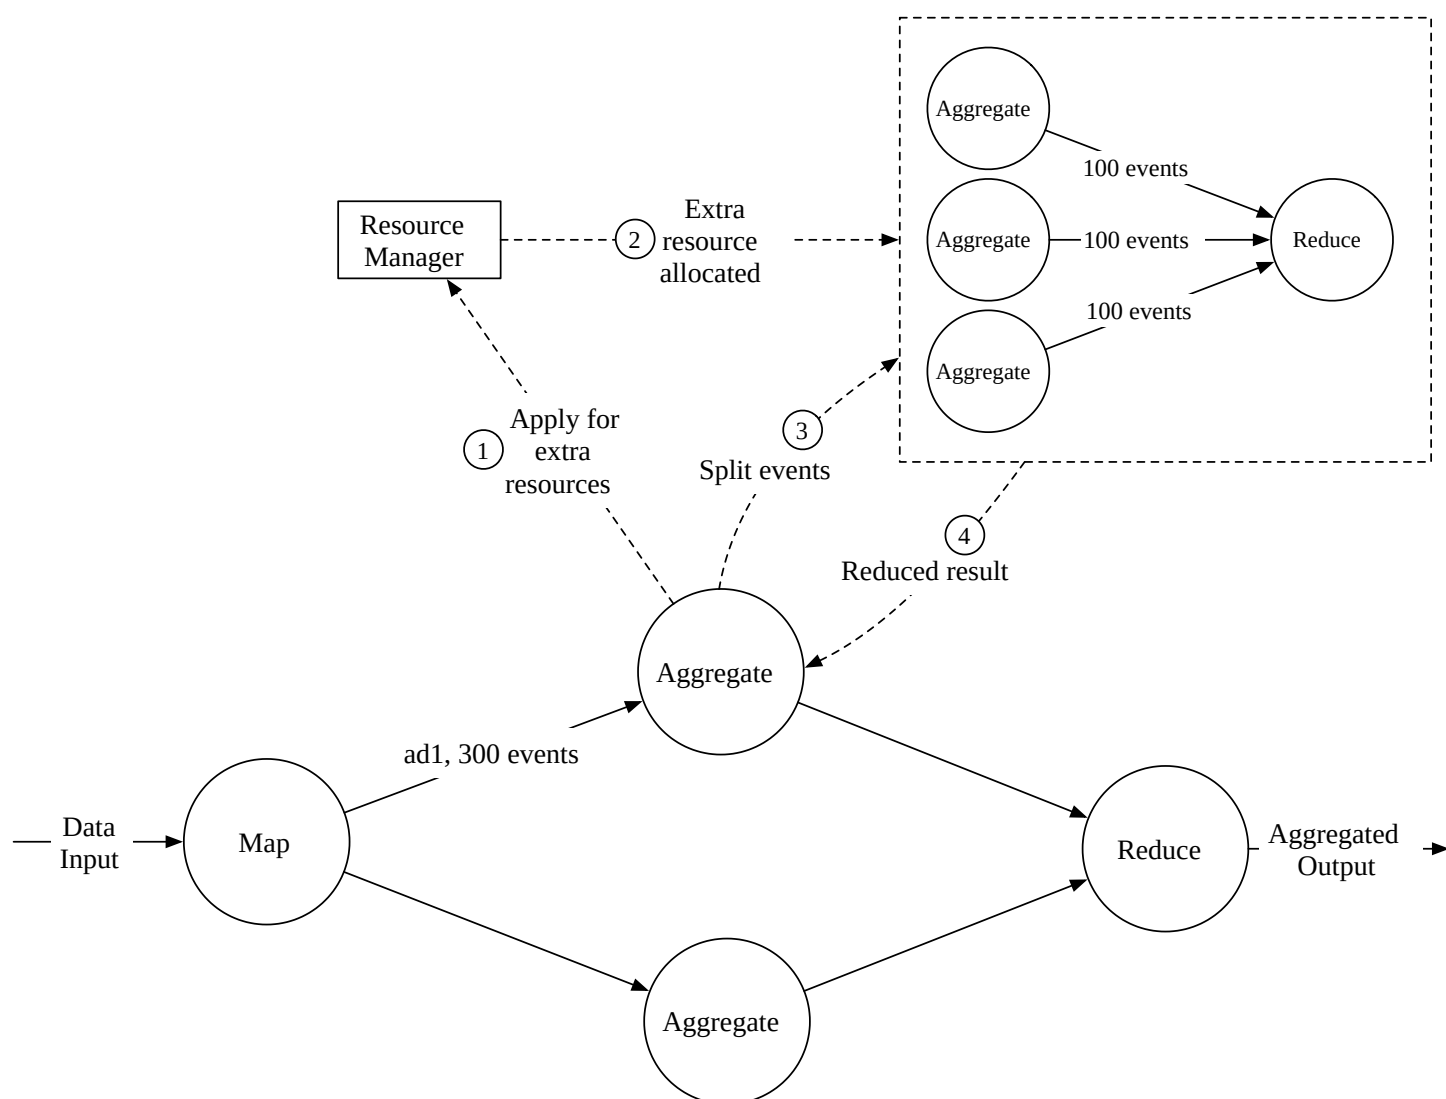 Aggregate
100 events
Extra
resource
allocated
2
Resource
Manager
Aggregate
100 events
Reduce
100 events
Aggregate
1
Apply for
extra
resources
3
Split events
4
Reduced result
Aggregate
ad1, 300 events
Data
Input
Map
Reduce
Aggregated
Output
Aggregate